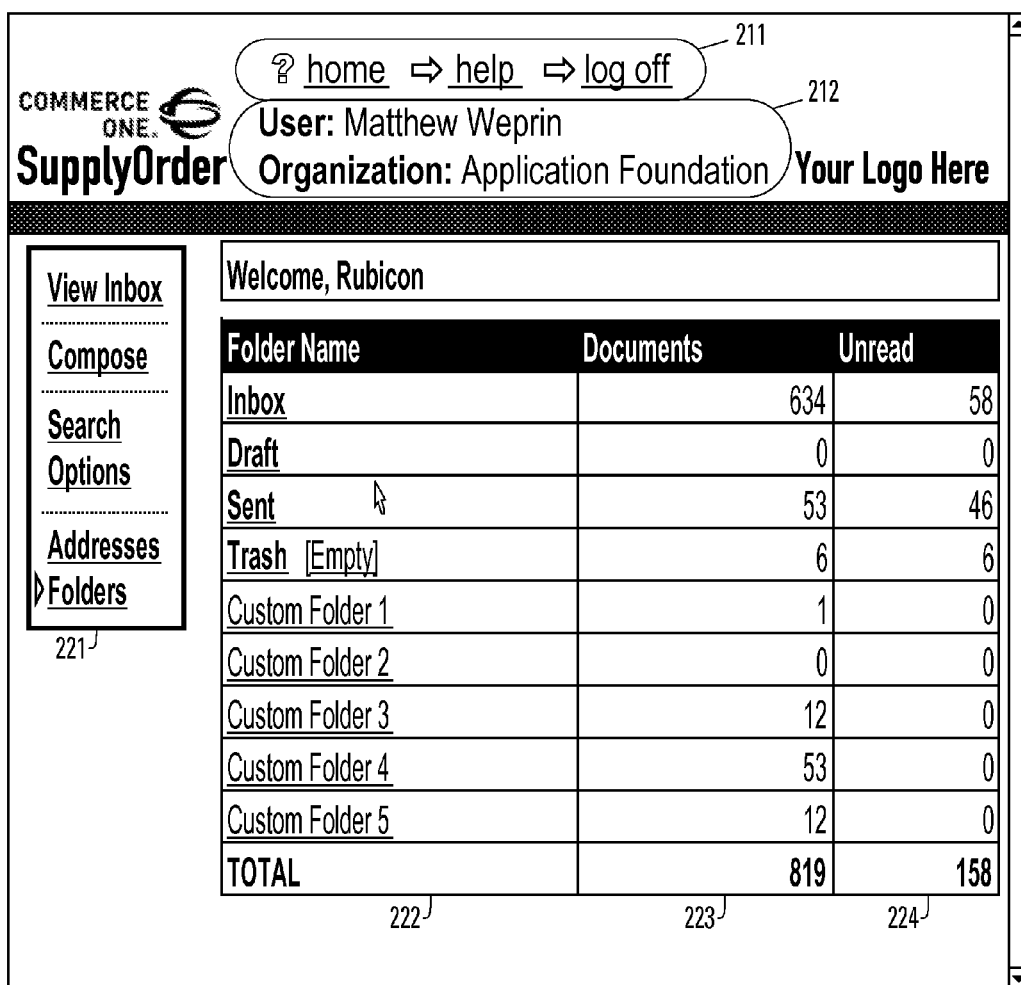 211
? home ⇨ help ⇨ log off
212
COMMERCE
ONE.
SupplyOrder
User: Matthew Weprin
Organization: Application Foundation
Your Logo Here
View Inbox
Compose
Search
Options
Addresses
Folders
221
Welcome, Rubicon
Folder Name Documents Unread
Inbox 634 58
Draft 0 0
Sent 53 46
Trash [Empty] 6 6
Custom Folder 1 1 0
Custom Folder 2 0 0
Custom Folder 3 12 0
Custom Folder 4 53 0
Custom Folder 5 12 0
TOTAL 819 158
222 223 224